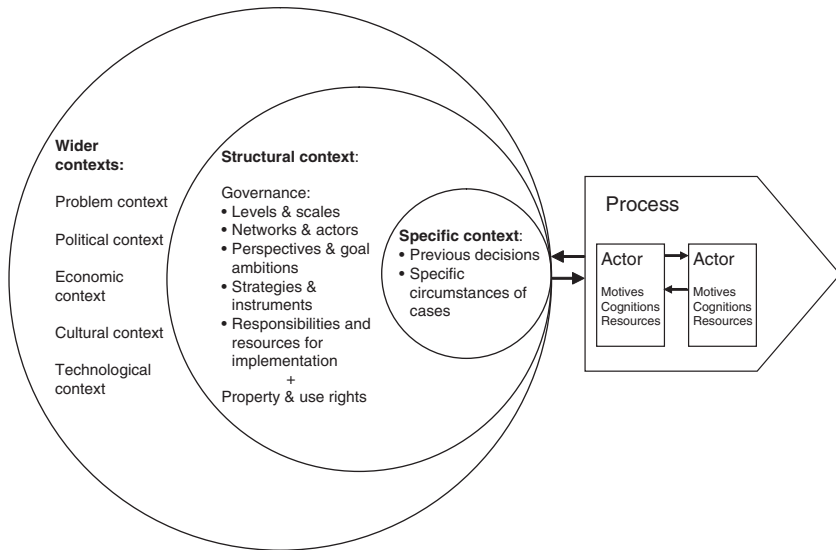 Wider
contexts:
Problem context
Political context
Economic
context
Cultural context
Technological
context
Structural context:
Governance:
• Levels & scales
• Networks & actors
• Perspectives & goal
ambitions
• Strategies &
instruments
• Responsibilities and
resources for
implementation
+
Property & use rights
Specific context:
• Previous decisions
• Specific
circumstances of
cases
Process
Actor
Motives
Cognitions
Resources
Actor
Motives
Cognitions
Resources